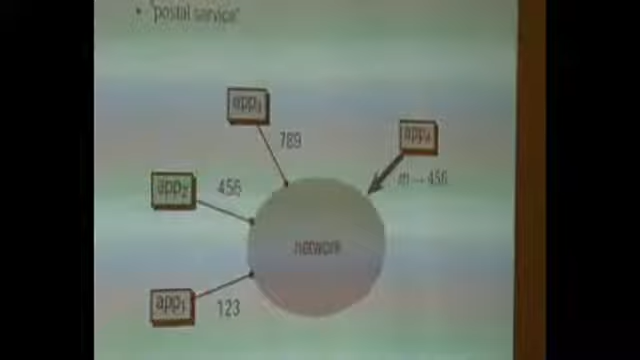 • "postal service"
app₃
789
app₄
m → 456
app₂
456
network
app₁
123